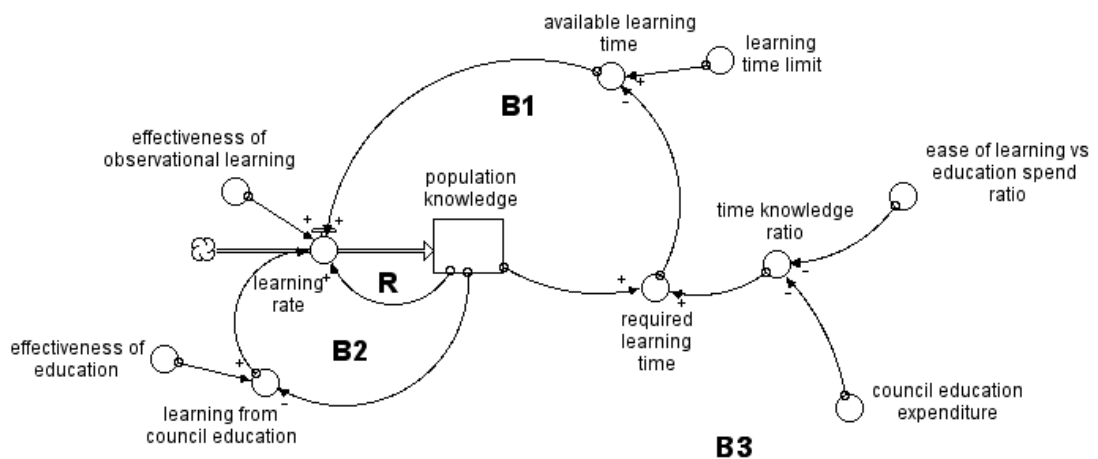 available learning
time
learning
time limit
B1
effectiveness of
observational learning
population
knowledge
ease of learning vs
education spend
ratio
time knowledge
ratio
+
-
+
+
learning
rate
+
R
+
+
-
-
required
learning
time
effectiveness of
education
B2
+
-
learning from
council education
council education
expenditure
B3